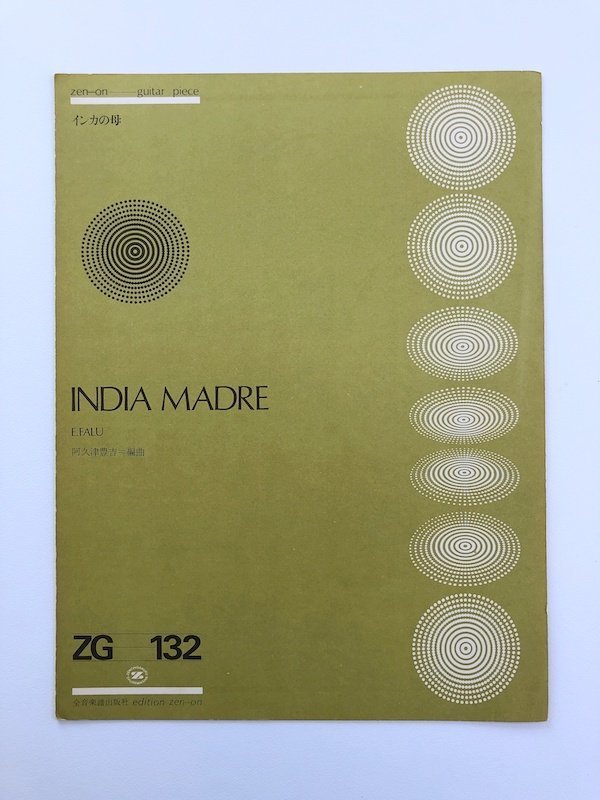 zen-on guitar piece
インカの母
INDIA MADRE
E.FALU
阿久津豊吉=編曲
ZG 132
全音楽譜出版社 edition zen-on